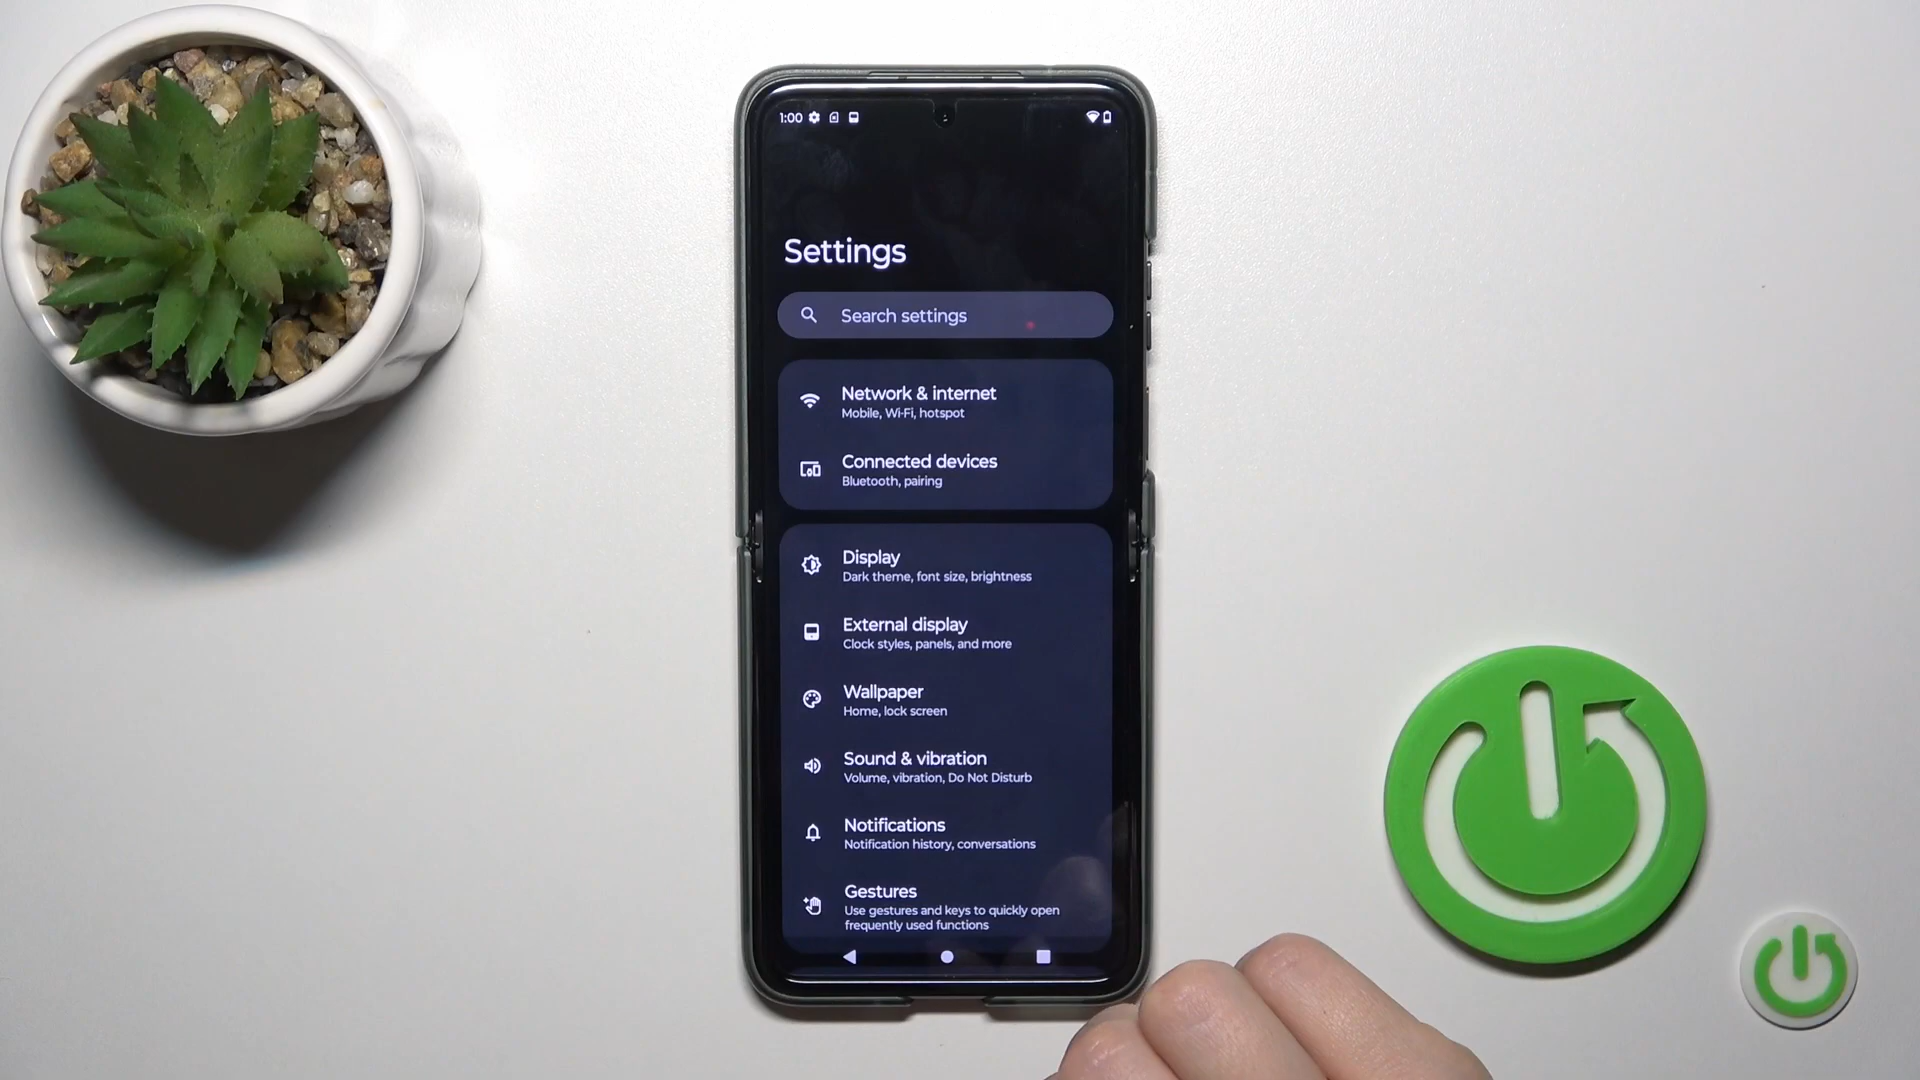 1:00
Settings
Search settings
Network & internet
Mobile, Wi-Fi, hotspot
Connected devices
Bluetooth, pairing
Display
Dark theme, font size, brightness
External display
Clock styles, panels, and more
Wallpaper
Home, lock screen
Sound & vibration
Volume, vibration, Do Not Disturb
Notifications
Notification history, conversations
Gestures
Use gestures and keys to quickly open
frequently used functions